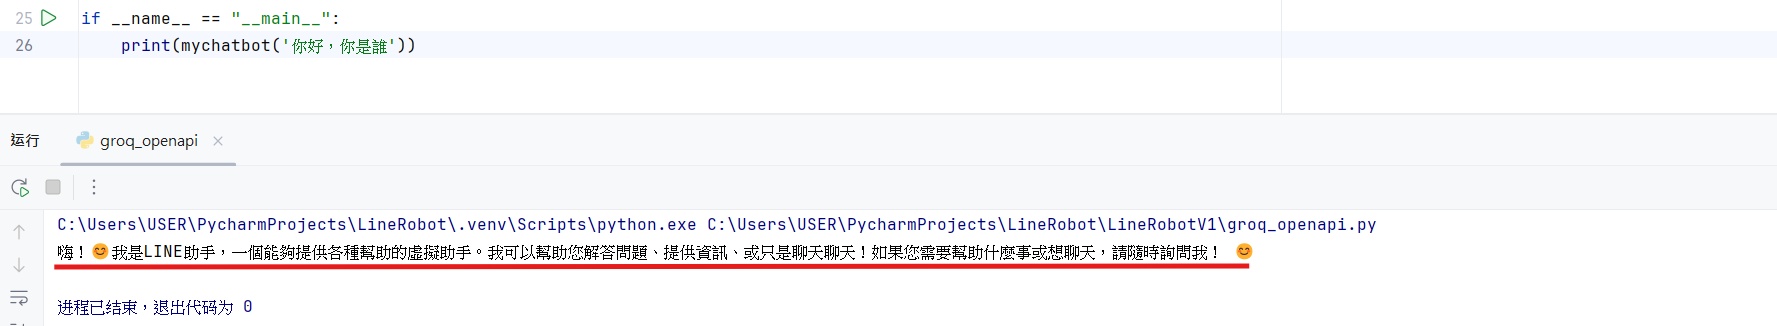 25 if __name__ == "__main__":
26 print(mychatbot('你好，你是誰'))
运行 groq_openapi ×
C:\Users\USER\PycharmProjects\LineRobot\.venv\Scripts\python.exe C:\Users\USER\PycharmProjects\LineRobot\LineRobotV1\groq_openapi.py
嗨！😊我是LINE助手，一個能夠提供各種幫助的虛擬助手。我可以幫助您解答問題、提供資訊、或只是聊天聊天！如果您需要幫助什麼事或想聊天，請隨時詢問我！ 😊
进程已结束，退出代码为 0